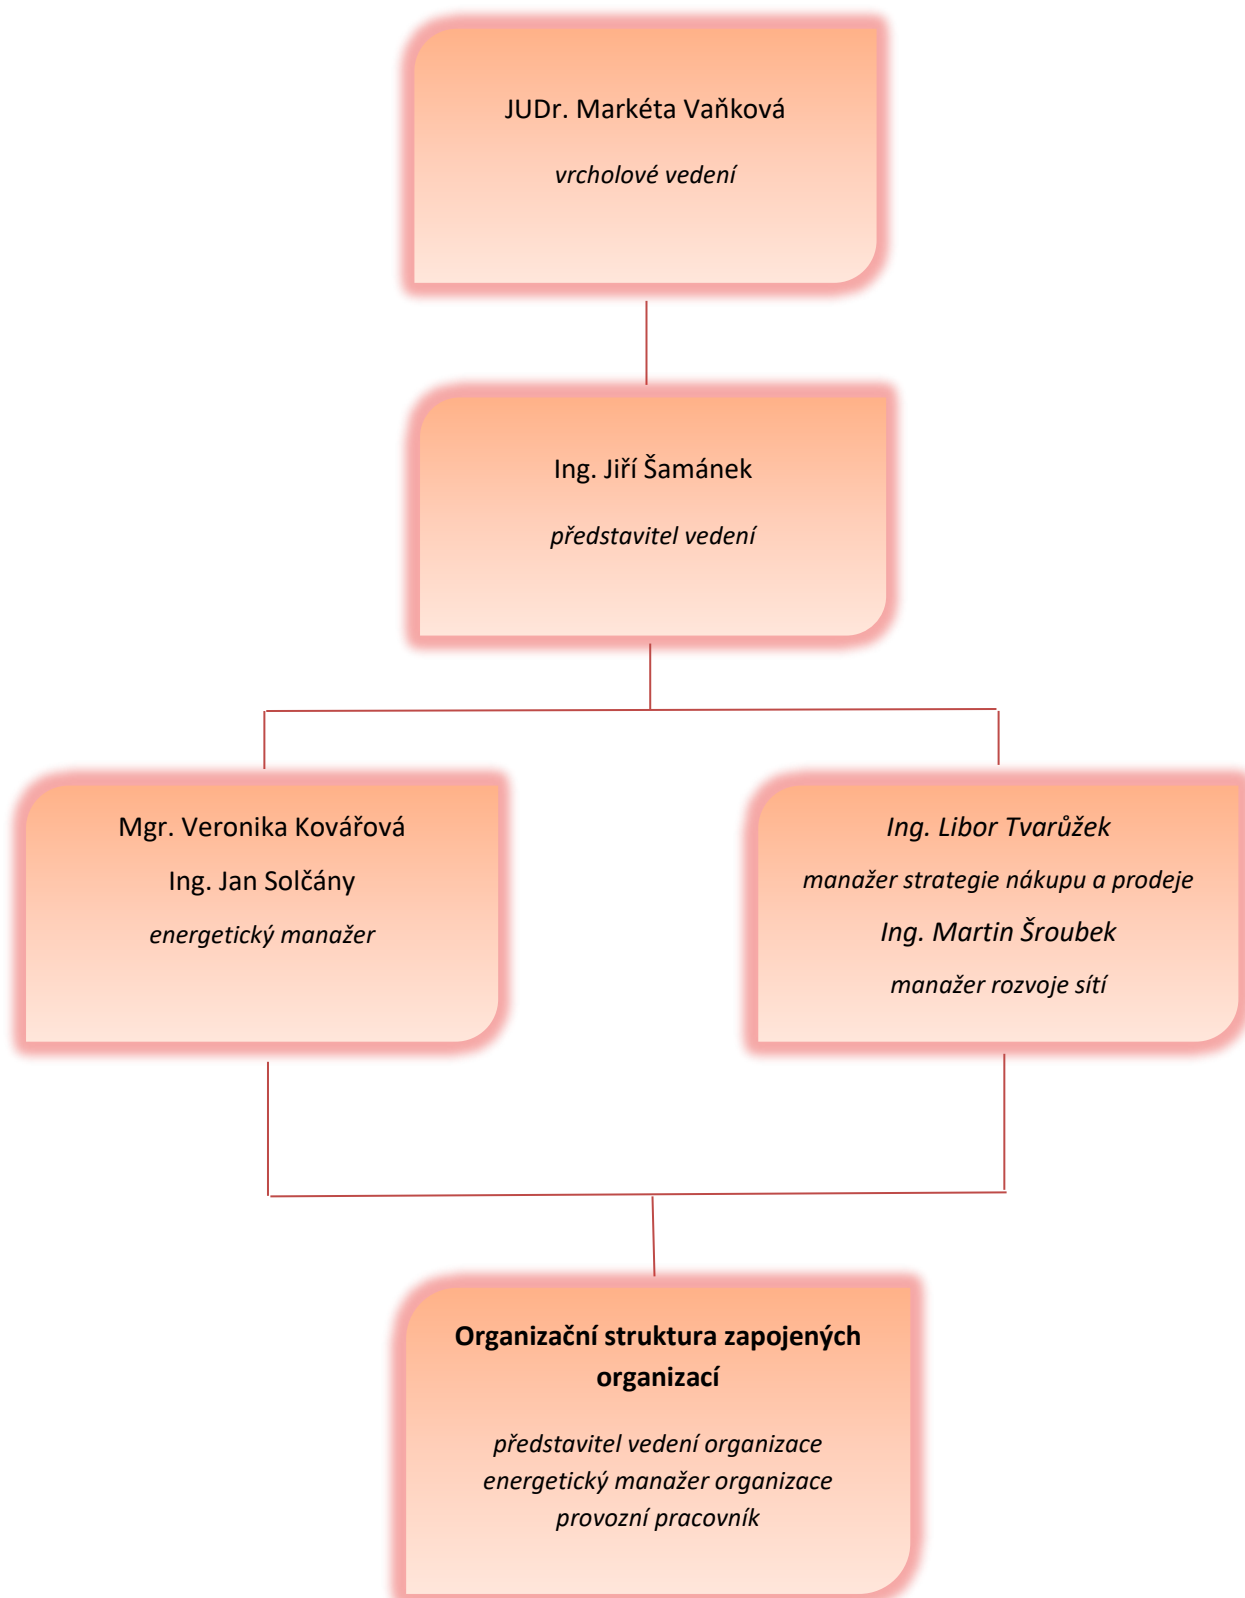 JUDr. Markéta Vaňková
vrcholové vedení
Ing. Jiří Šamánek
představitel vedení
Mgr. Veronika Kovářová
Ing. Jan Solčány
energetický manažer
Ing. Libor Tvarůžek
manažer strategie nákupu a prodeje
Ing. Martin Šroubek
manažer rozvoje sítí
Organizační struktura zapojených
organizací
představitel vedení organizace
energetický manažer organizace
provozní pracovník